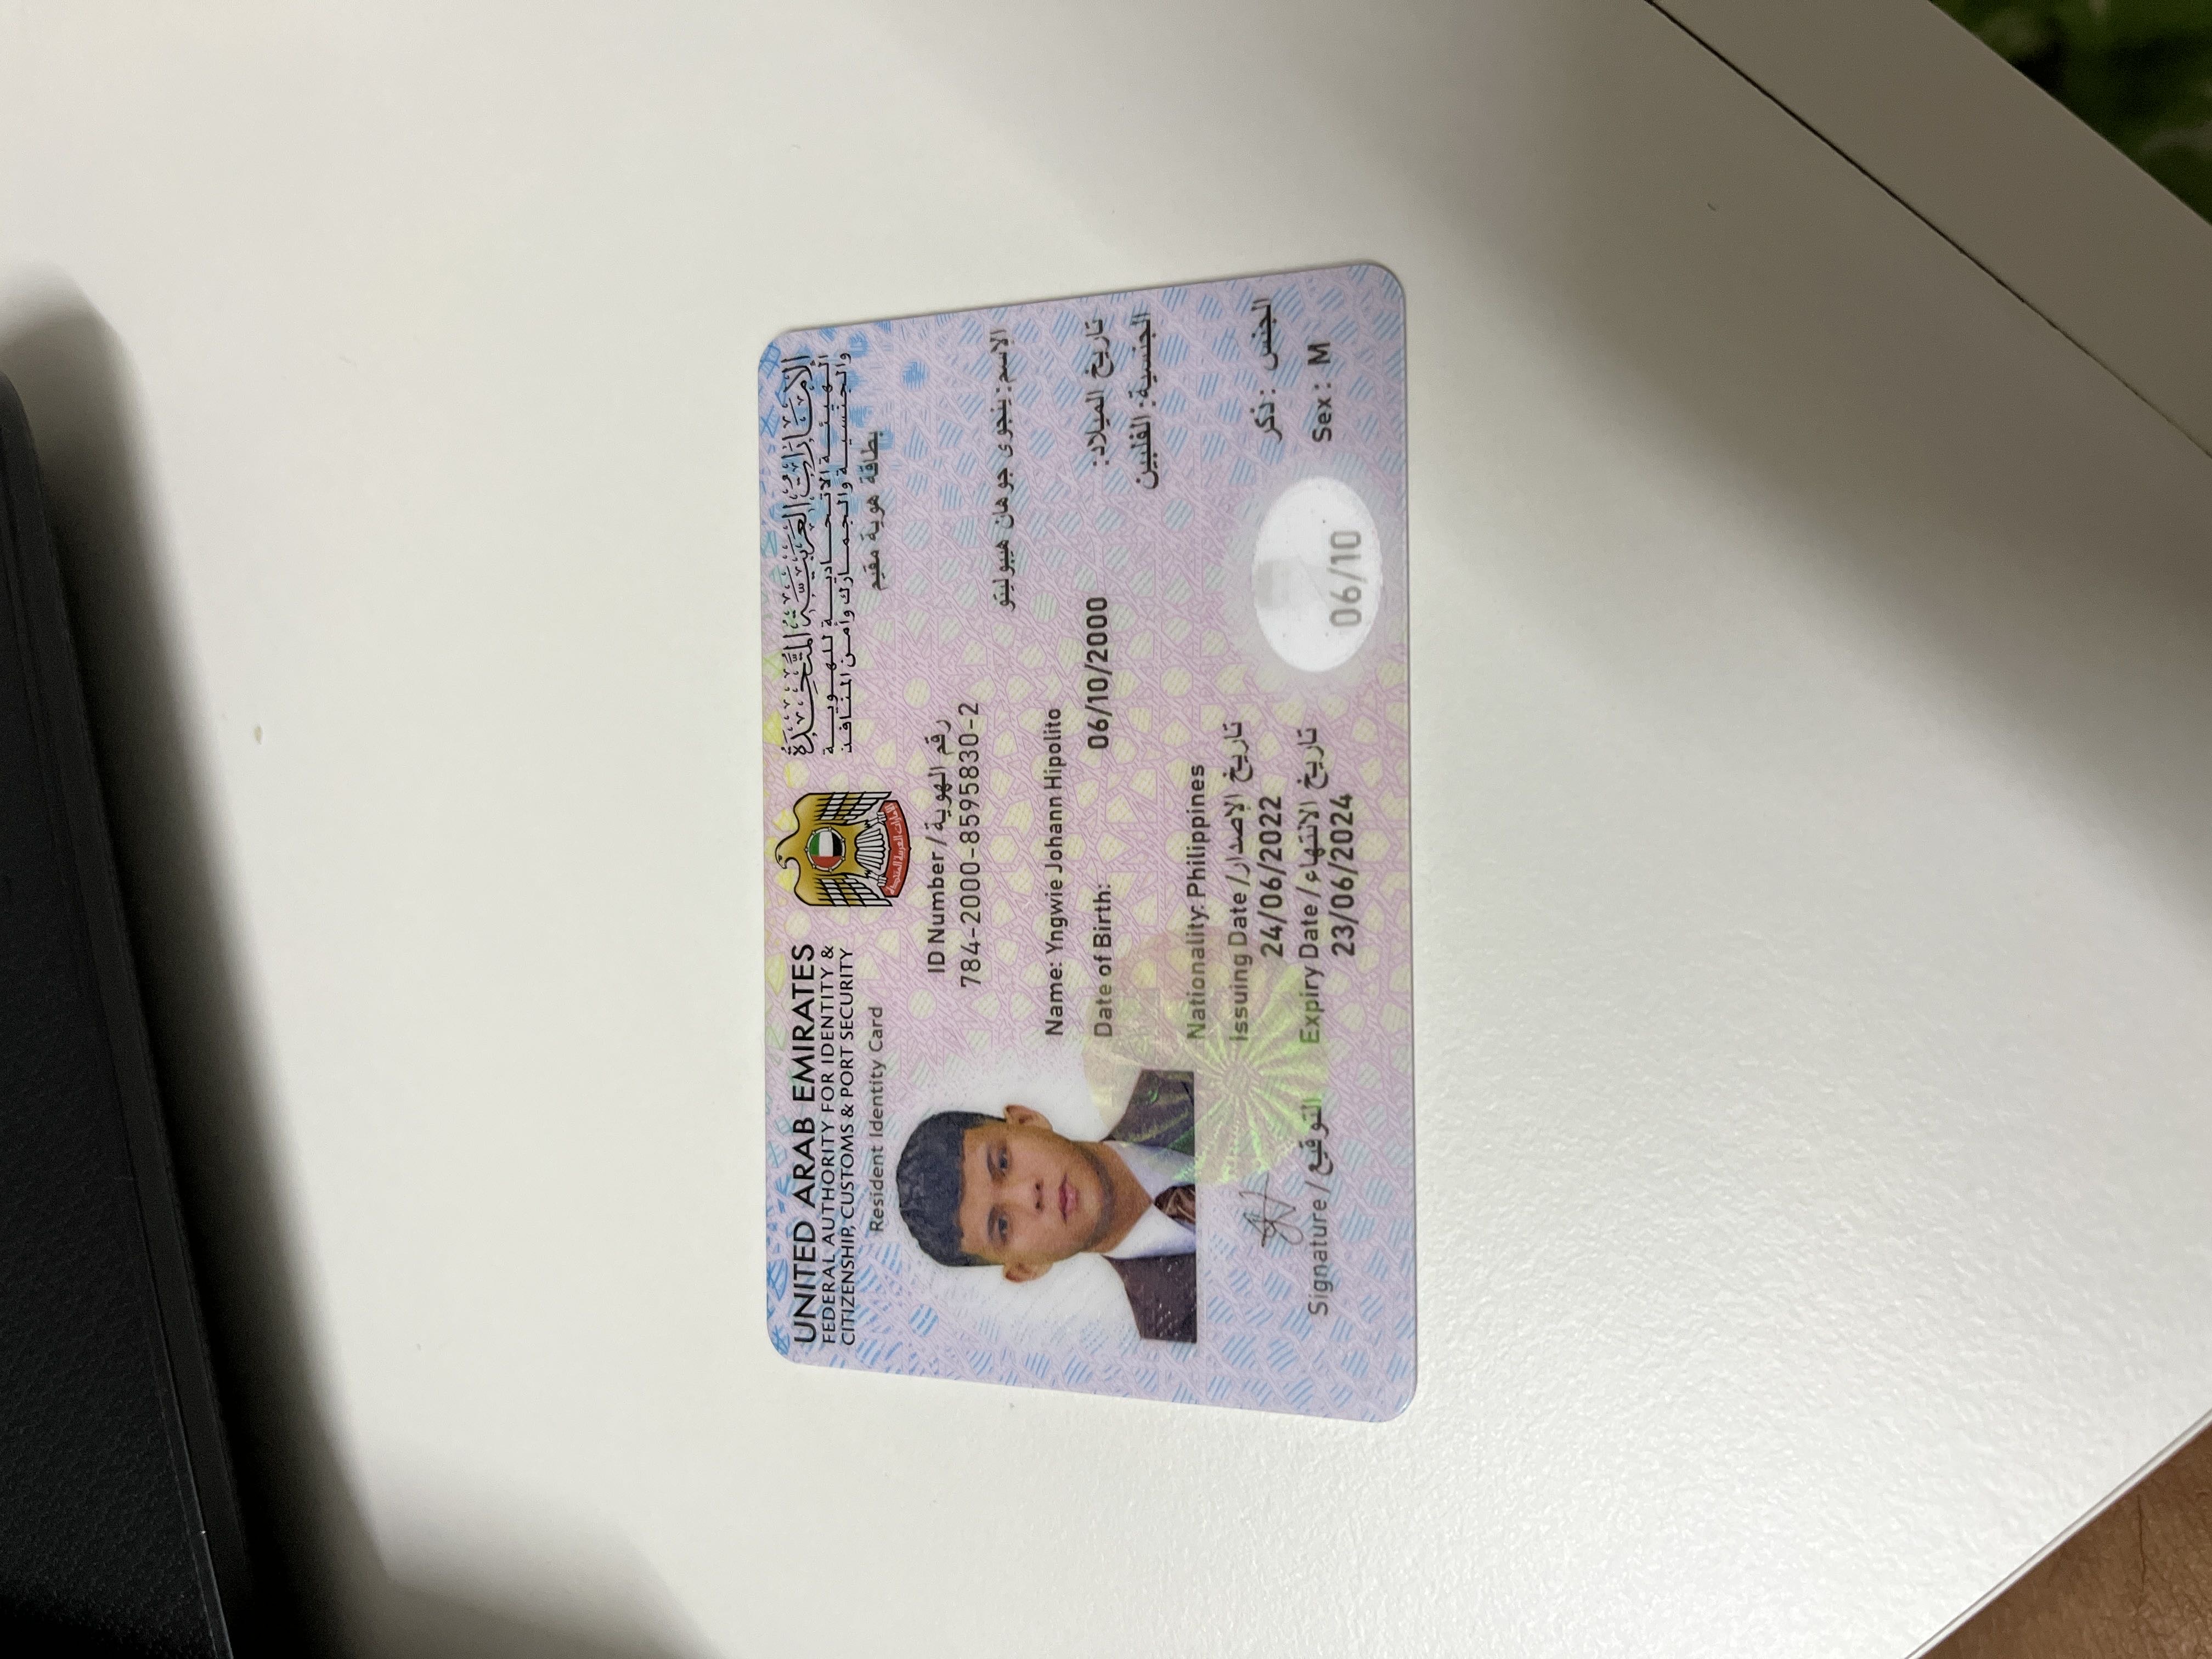 UNITED ARAB EMIRATES
FEDERAL AUTHORITY FOR IDENTITY &
CITIZENSHIP, CUSTOMS & PORT SECURITY
Resident Identity Card
الإمارات العربية المتحدة
الهيئة الاتحادية للهوية
والجنسية والجمارك وأمن المنافذ
بطاقة هوية مقيم
الإمارات العربية المتحدة
ID Number / رقم الهوية
784-2000-8595830-2
الاسم: ينجوى جوهان هيبوليتو
Name: Yngwie Johann Hipolito
Date of Birth: 06/10/2000 تاريخ الميلاد:
الجنسية: الفلبين
Nationality: Philippines
Issuing Date / تاريخ الإصدار
24/06/2022
Expiry Date / تاريخ الانتهاء
23/06/2024
الجنس : ذكر
Sex : M
06/10
Signature / التوقيع